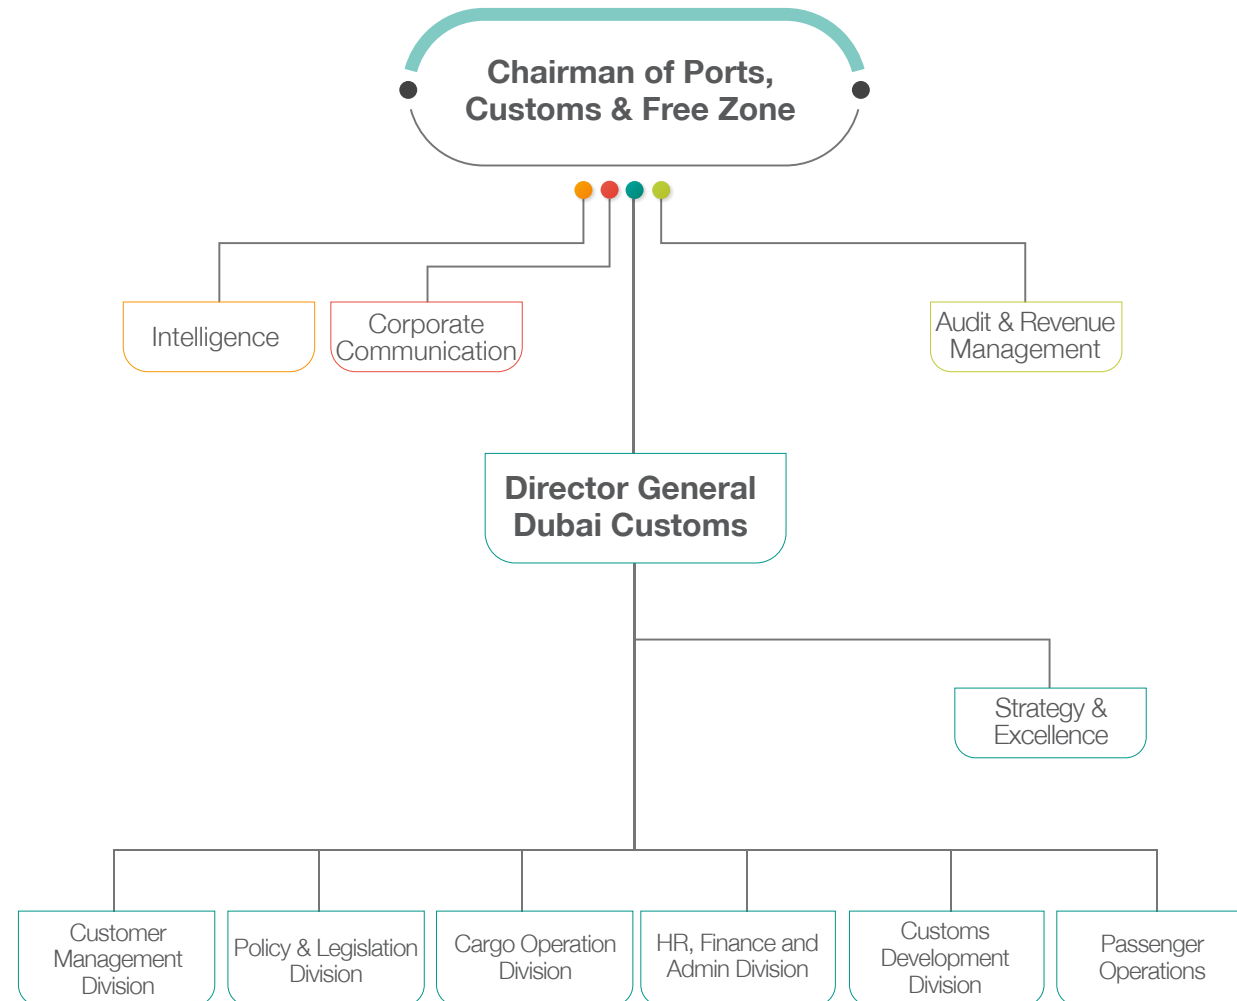 Chairman of Ports,
Customs & Free Zone
Intelligence
Corporate
Communication
Audit & Revenue
Management
Director General
Dubai Customs
Strategy &
Excellence
Customer
Management
Division
Policy & Legislation
Division
Cargo Operation
Division
HR, Finance and
Admin Division
Customs
Development
Division
Passenger
Operations